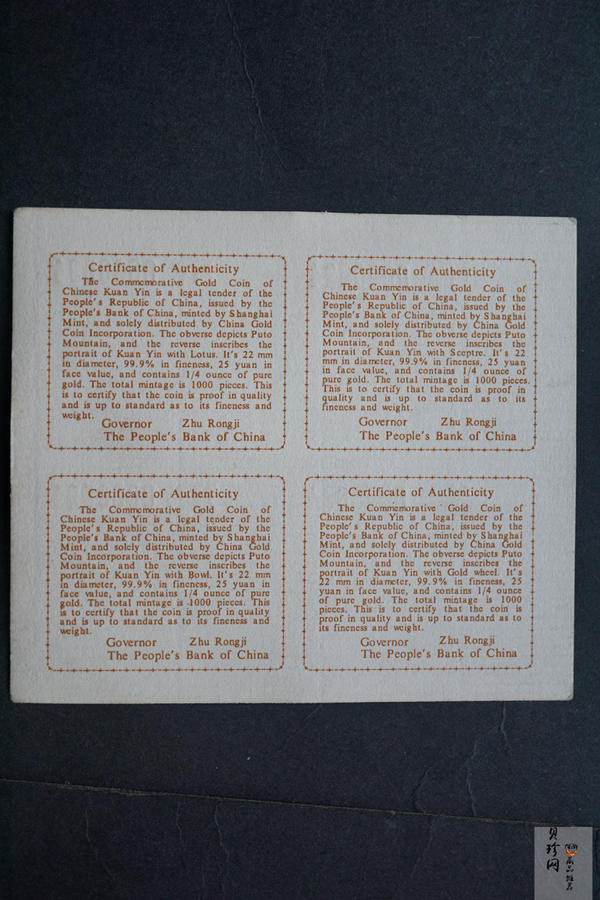 Certificate of Authenticity
The Commemorative Gold Coin of
Chinese Kuan Yin is a legal tender of the
People's Republic of China, issued by the
People's Bank of China, minted by Shanghai
Mint, and solely distributed by China Gold
Coin Incorporation. The obverse depicts Puto
Mountain, and the reverse inscribes the
portrait of Kuan Yin with Lotus. It's 22 mm
in diameter, 99.9% in fineness, 25 yuan in
face value, and contains 1/4 ounce of pure
gold. The total mintage is 1000 pieces. This
is to certify that the coin is proof in quality
and is up to standard as to its fineness and
weight.
Governor Zhu Rongji
The People's Bank of China
Certificate of Authenticity
The Commemorative Gold Coin of
Chinese Kuan Yin is a legal tender of the
People's Republic of China, issued by the
People's Bank of China, minted by Shanghai
Mint, and solely distributed by China Gold
Coin Incorporation. The obverse depicts Puto
Mountain, and the reverse inscribes the
portrait of Kuan Yin with Sceptre. It's 22
mm in diameter, 99.9% in fineness, 25 yuan
in face value, and contains 1/4 ounce of
pure gold. The total mintage is 1000 pieces.
This is to certify that the coin is proof in
quality and is up to standard as to its
fineness and weight.
Governor Zhu Rongji
The People's Bank of China
Certificate of Authenticity
The Commemorative Gold Coin of
Chinese Kuan Yin is a legal tender of the
People's Republic of China, issued by the
People's Bank of China, minted by Shanghai
Mint, and solely distributed by China Gold
Coin Incorporation. The obverse depicts Puto
Mountain, and the reverse inscribes the
portrait of Kuan Yin with Bowl. It's 22 mm
in diameter, 99.9% in fineness, 25 yuan in
face value, and contains 1/4 ounce of pure
gold. The total mintage is 1000 pieces. This
is to certify that the coin is proof in quality
and is up to standard as to its fineness and
weight.
Governor Zhu Rongji
The People's Bank of China
Certificate of Authenticity
The Commemorative Gold Coin of
Chinese Kuan Yin is a legal tender of the
People's Republic of China, issued by the
People's Bank of China, minted by Shanghai
Mint, and solely distributed by China Gold
Coin Incorporation. The obverse depicts Puto
Mountain, and the reverse inscribes the
portrait of Kuan Yin with Gold wheel. It's
22 mm in diameter, 99.9% in fineness, 25
yuan in face value, and contains 1/4 ounce
of pure gold. The total mintage is 1000
pieces. This is to certify that the coin is
proof in quality and is up to standard as to
its fineness and weight.
Governor Zhu Rongji
The People's Bank of China
贝珍网